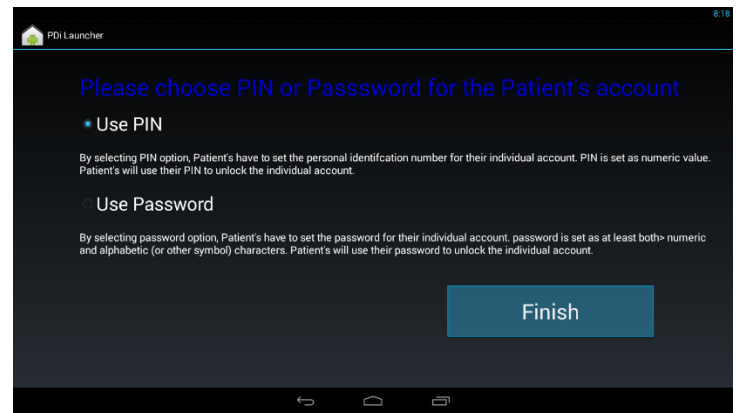 8:18
PDi Launcher
Please choose PIN or Passsword for the Patient's account
Use PIN
By selecting PIN option, Patient's have to set the personal identifcation number for their individual account. PIN is set as numeric value.
Patient's will use their PIN to unlock the individual account.
Use Password
By selecting password option, Patient's have to set the password for their individual account. password is set as at least both> numeric
and alphabetic (or other symbol) characters. Patient's will use their password to unlock the individual account.
Finish